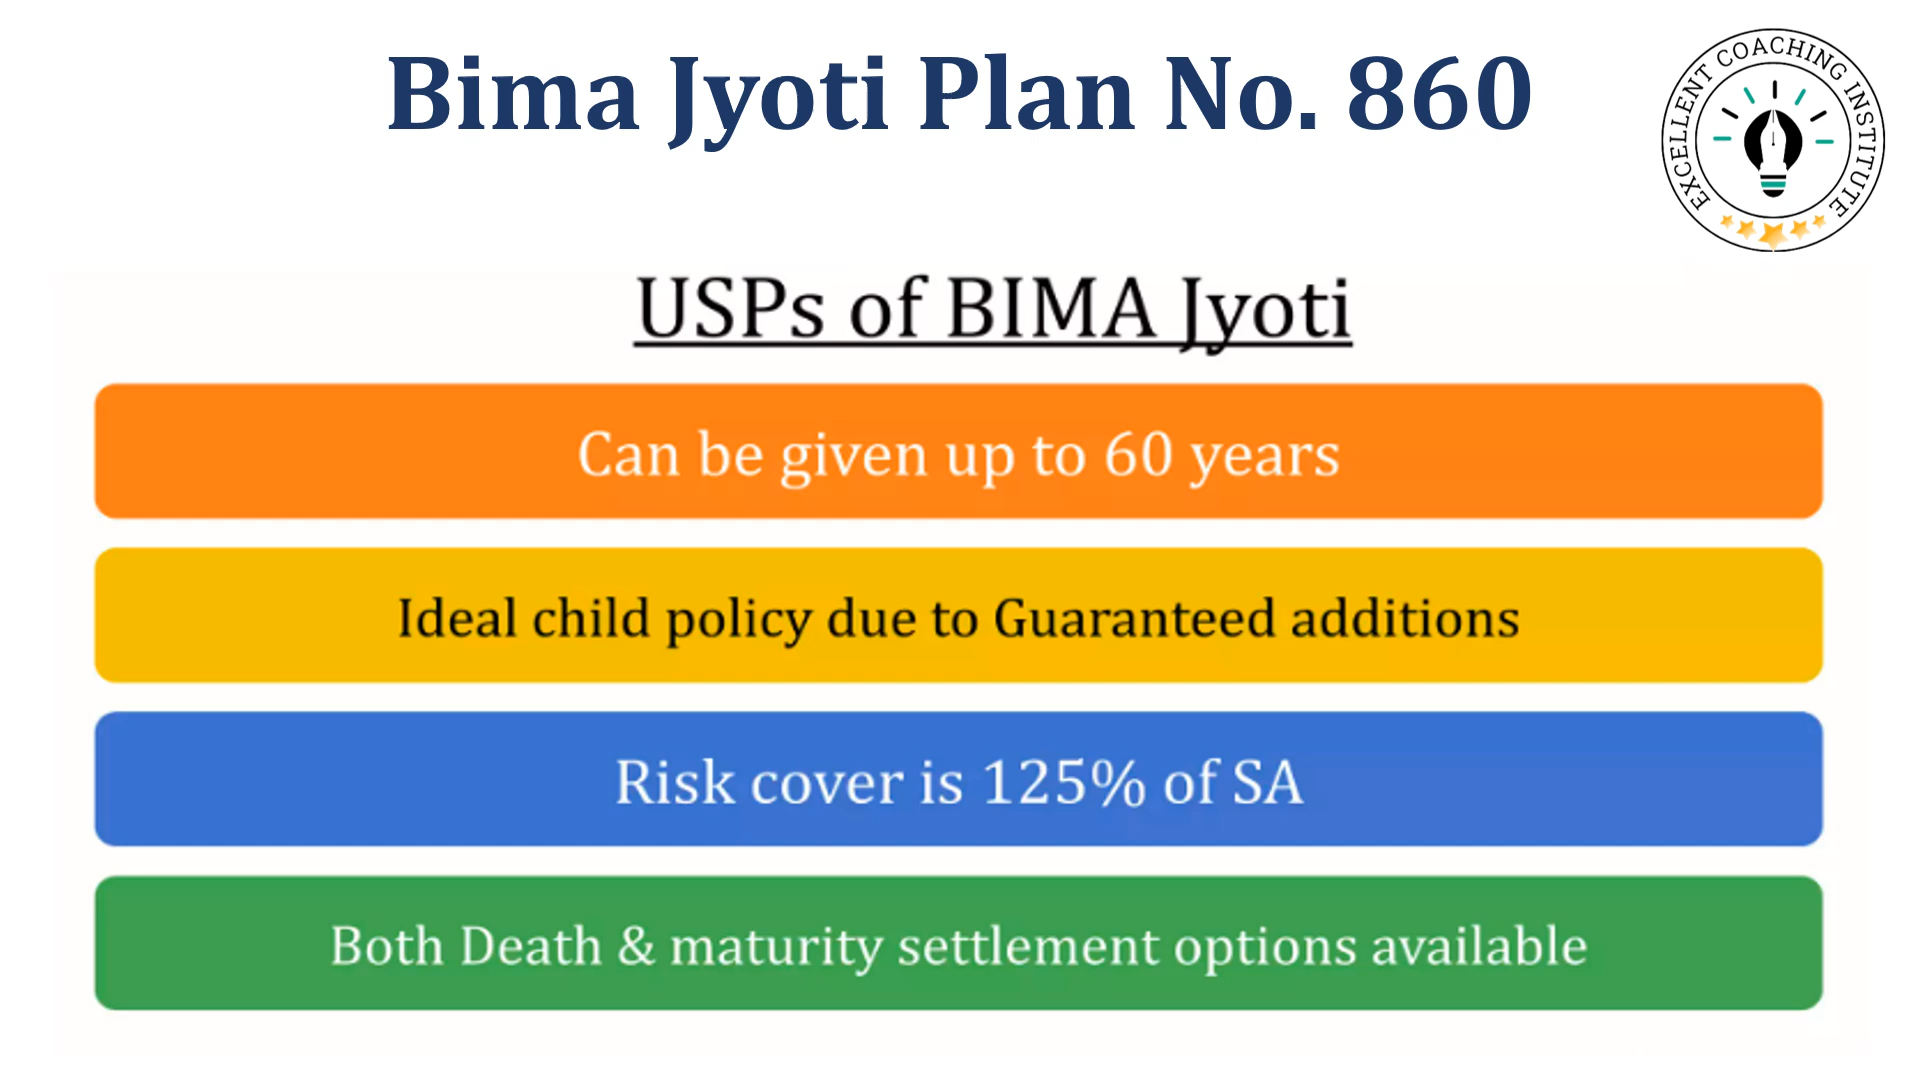 Bima Jyoti Plan No. 860
EXCELLENT COACHING INSTITUTE
USPs of BIMA Jyoti
Can be given up to 60 years
Ideal child policy due to Guaranteed additions
Risk cover is 125% of SA
Both Death & maturity settlement options available